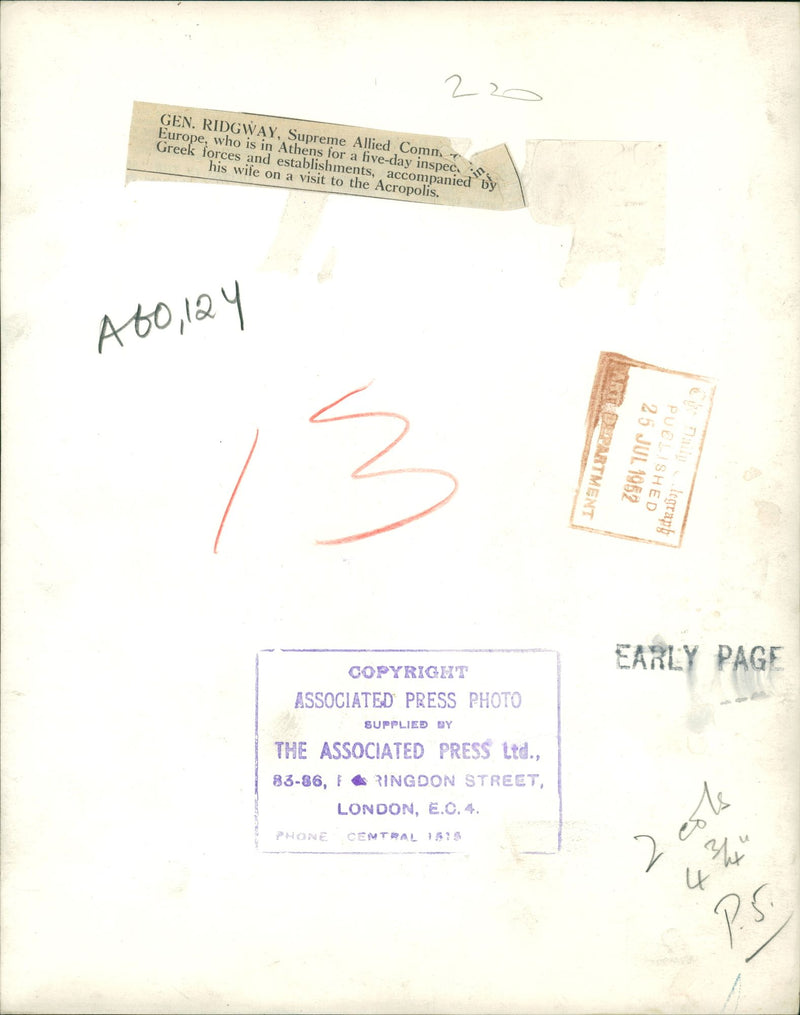 220
GEN. RIDGWAY, Supreme Allied Comm
Europe, who is in Athens for a five-day inspec in
Greek forces and establishments, accompanied by
his wife on a visit to the Acropolis.
A60,124
13
PUBLISHED
25 JUL 1952
ART DEPARTMENT
EARLY PAGE
COPYRIGHT
ASSOCIATED PRESS PHOTO
SUPPLIED BY
THE ASSOCIATED PRESS Ltd.,
83-86, F RINGDON STREET,
LONDON, E.C.4.
PHONE CENTRAL 1515
2 cols
4 3/4"
P.5.